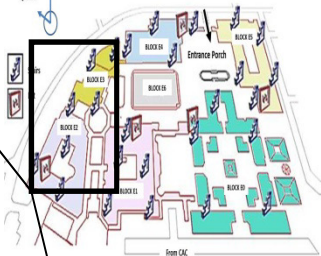 BLOCK E4
BLOCK E5
Entrance Porch
BLOCK E3
BLOCK E6
BLOCK E2
BLOCK E1
BLOCK E0
From CAC